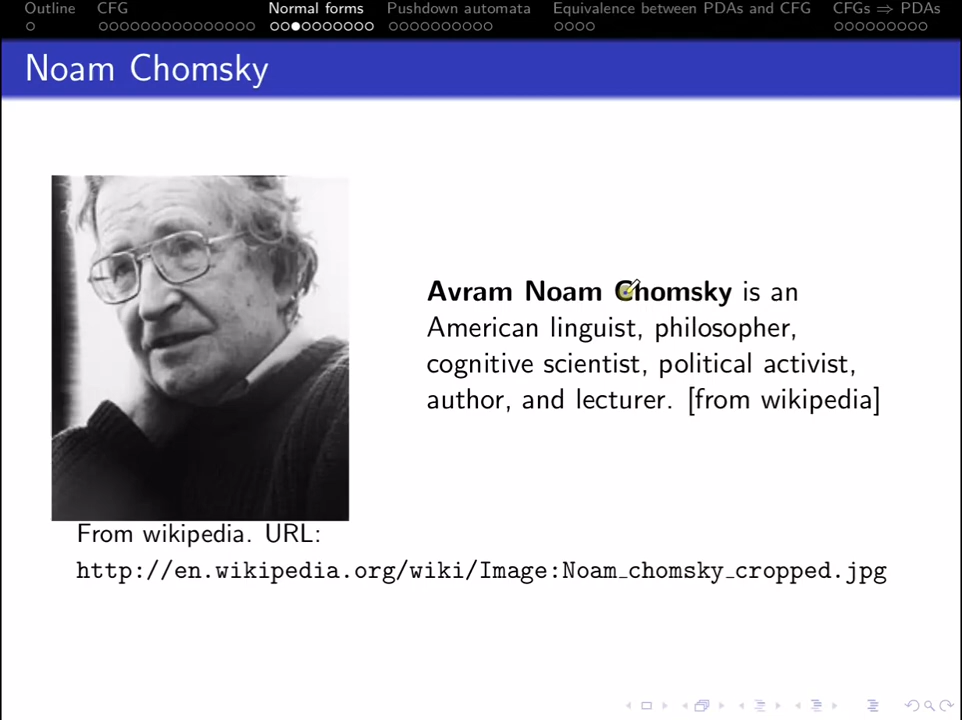 Outline CFG Normal forms Pushdown automata Equivalence between PDAs and CFG CFGs ⇒ PDAs
Noam Chomsky
Avram Noam Chomsky is an
American linguist, philosopher,
cognitive scientist, political activist,
author, and lecturer. [from wikipedia]
From wikipedia. URL:
http://en.wikipedia.org/wiki/Image:Noam_chomsky_cropped.jpg